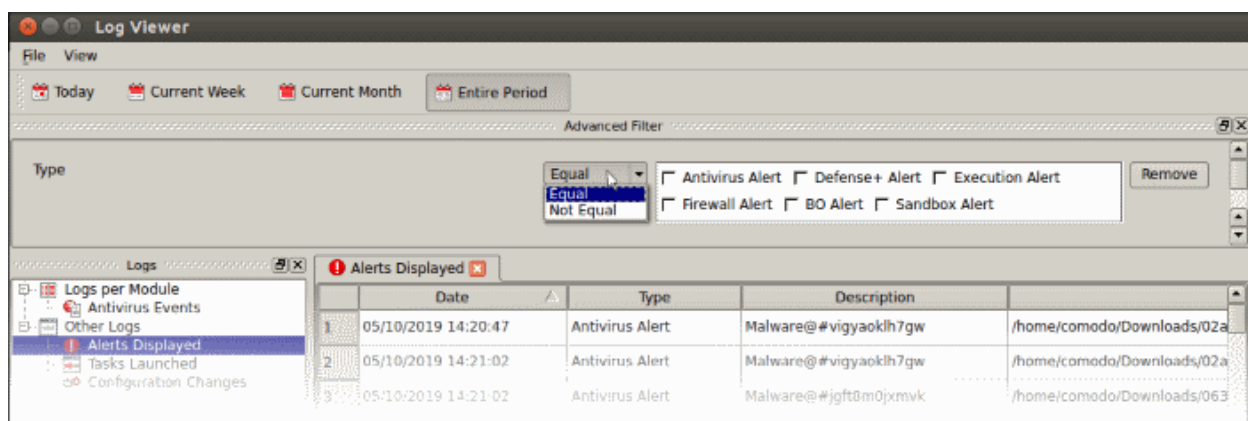 Log Viewer
File View
Today Current Week Current Month Entire Period
Advanced Filter
Type Equal Antivirus Alert Defense+ Alert Execution Alert Remove
Equal
Not Equal Firewall Alert BO Alert Sandbox Alert
Logs Alerts Displayed
Logs per Module
Antivirus Events
Other Logs
Alerts Displayed
Tasks Launched
Configuration Changes
Date Type Description
1 05/10/2019 14:20:47 Antivirus Alert Malware@#vigyaoklh7gw /home/comodo/Downloads/02a
2 05/10/2019 14:21:02 Antivirus Alert Malware@#vigyaoklh7gw /home/comodo/Downloads/02a
3 05/10/2019 14:21:02 Antivirus Alert Malware@#jgft8m0jxmvk /home/comodo/Downloads/063